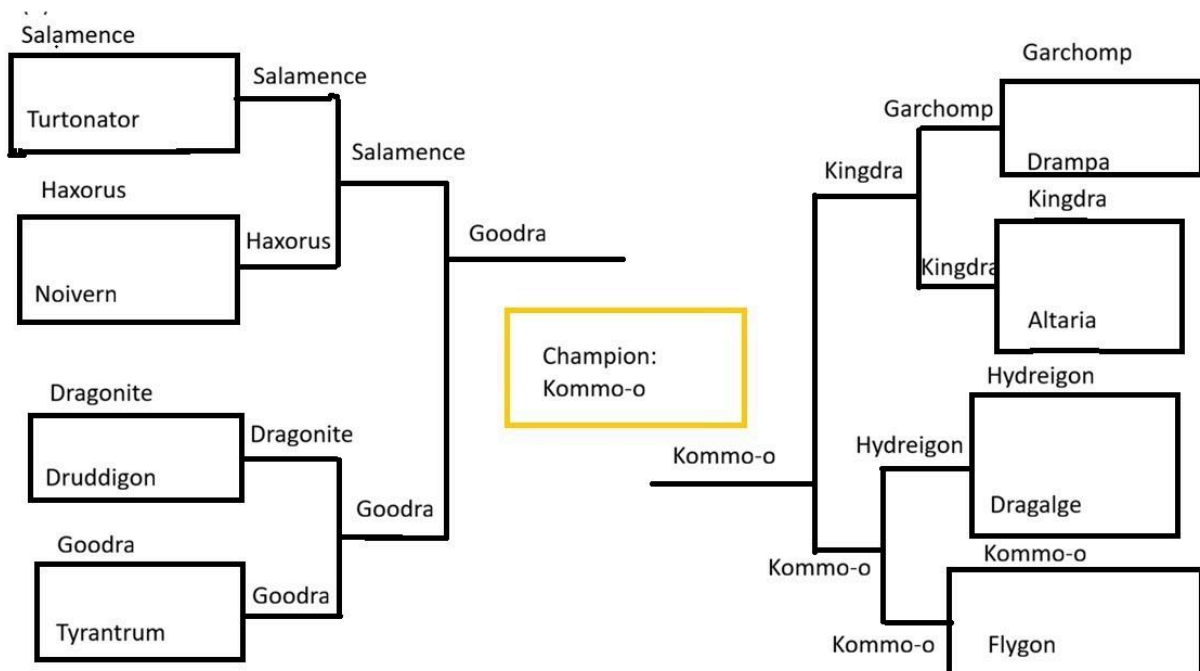 Salamence
Turtonator
Haxorus
Noivern
Dragonite
Druddigon
Goodra
Tyrantrum
Salamence
Haxorus
Dragonite
Goodra
Salamence
Goodra
Goodra
Champion:
Kommo-o
Kommo-o
Kingdra
Kommo-o
Garchomp
Kingdra
Hydreigon
Kommo-o
Garchomp
Drampa
Kingdra
Altaria
Hydreigon
Dragalge
Kommo-o
Flygon